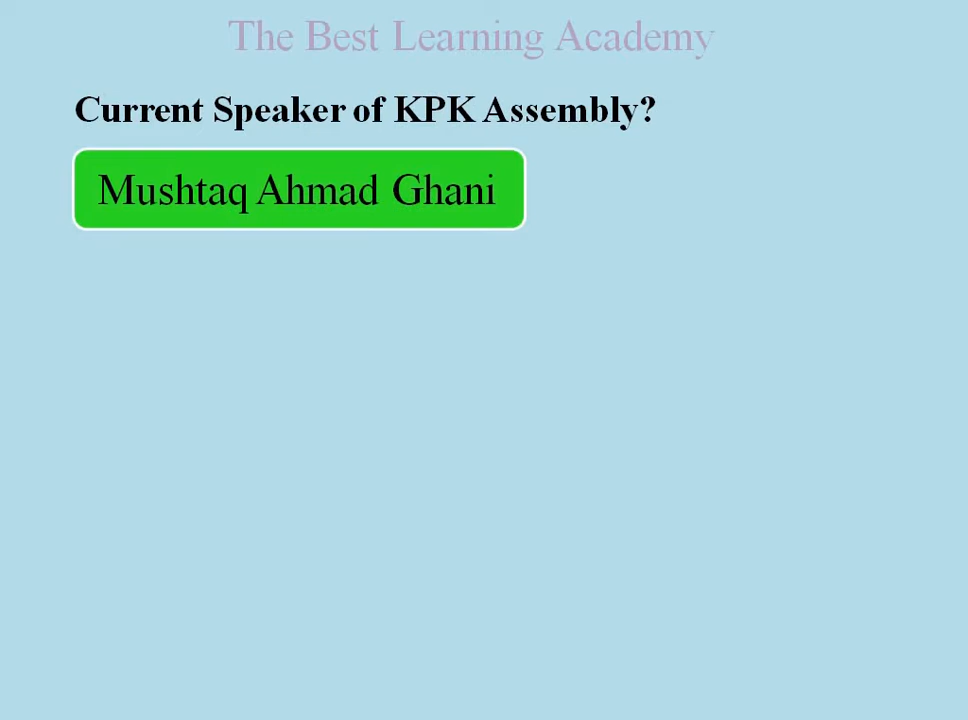 The Best Learning Academy
Current Speaker of KPK Assembly?
Mushtaq Ahmad Ghani